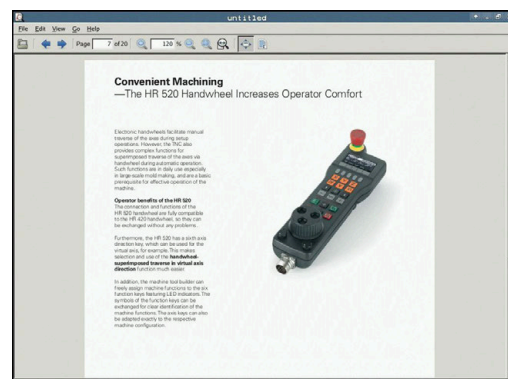 untitled
File Edit View Go Help
Page 7 of 20 120 %
Convenient Machining
—The HR 520 Handwheel Increases Operator Comfort
Electronic handwheels facilitate manual
traverse of the axes during setup
operations. However, the TNC also
provides complex functions for
superimposed traverse of the axes via
handwheel during automatic operation.
Such functions are in daily use especially
in large-scale mold making, and are a basic
prerequisite for effective operation of the
machine.
Operator benefits of the HR 520
The connection and functions of the
HR 520 handwheel are fully compatible
to the HR 420 handwheel, so they can
be exchanged without any problems.
Furthermore, the HR 520 has a sixth axis
direction key, which can be used for the
virtual axis, for example. This makes
selection and use of the handwheel-
superimposed traverse in virtual axis
direction function much easier.
In addition, the machine tool builder can
freely assign machine functions to the six
function keys featuring LED indicators. The
symbols of the function keys can be
exchanged for clear identification of the
machine functions. The axis keys can also
be adapted exactly to the respective
machine configuration.